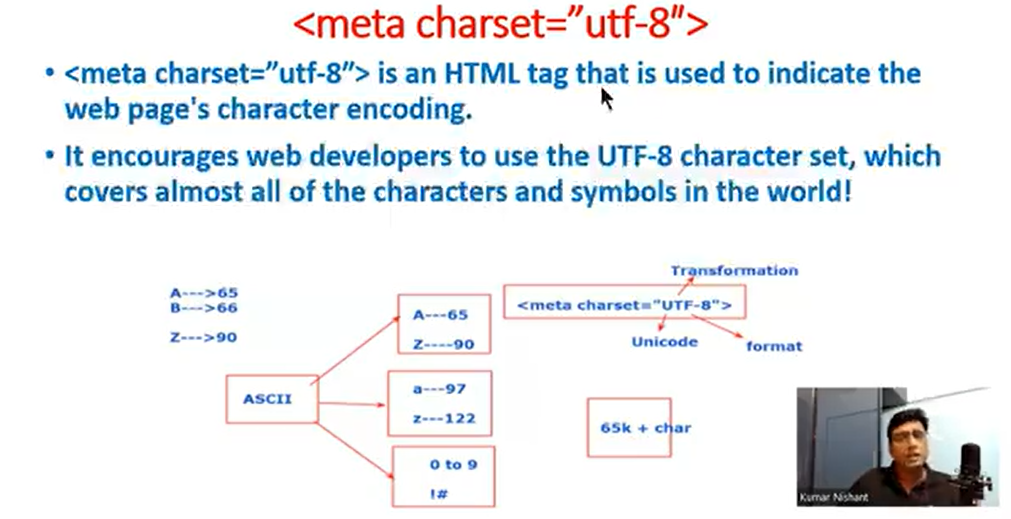 <meta charset=”utf-8″>
• <meta charset=”utf-8″> is an HTML tag that is used to indicate the
web page's character encoding.
• It encourages web developers to use the UTF-8 character set, which
covers almost all of the characters and symbols in the world!
A--->65
B--->66
Z--->90
ASCII
A---65
Z----90
a---97
z---122
0 to 9
!#
Transformation
<meta charset="UTF-8">
Unicode
format
65k + char
Kumar Nishant